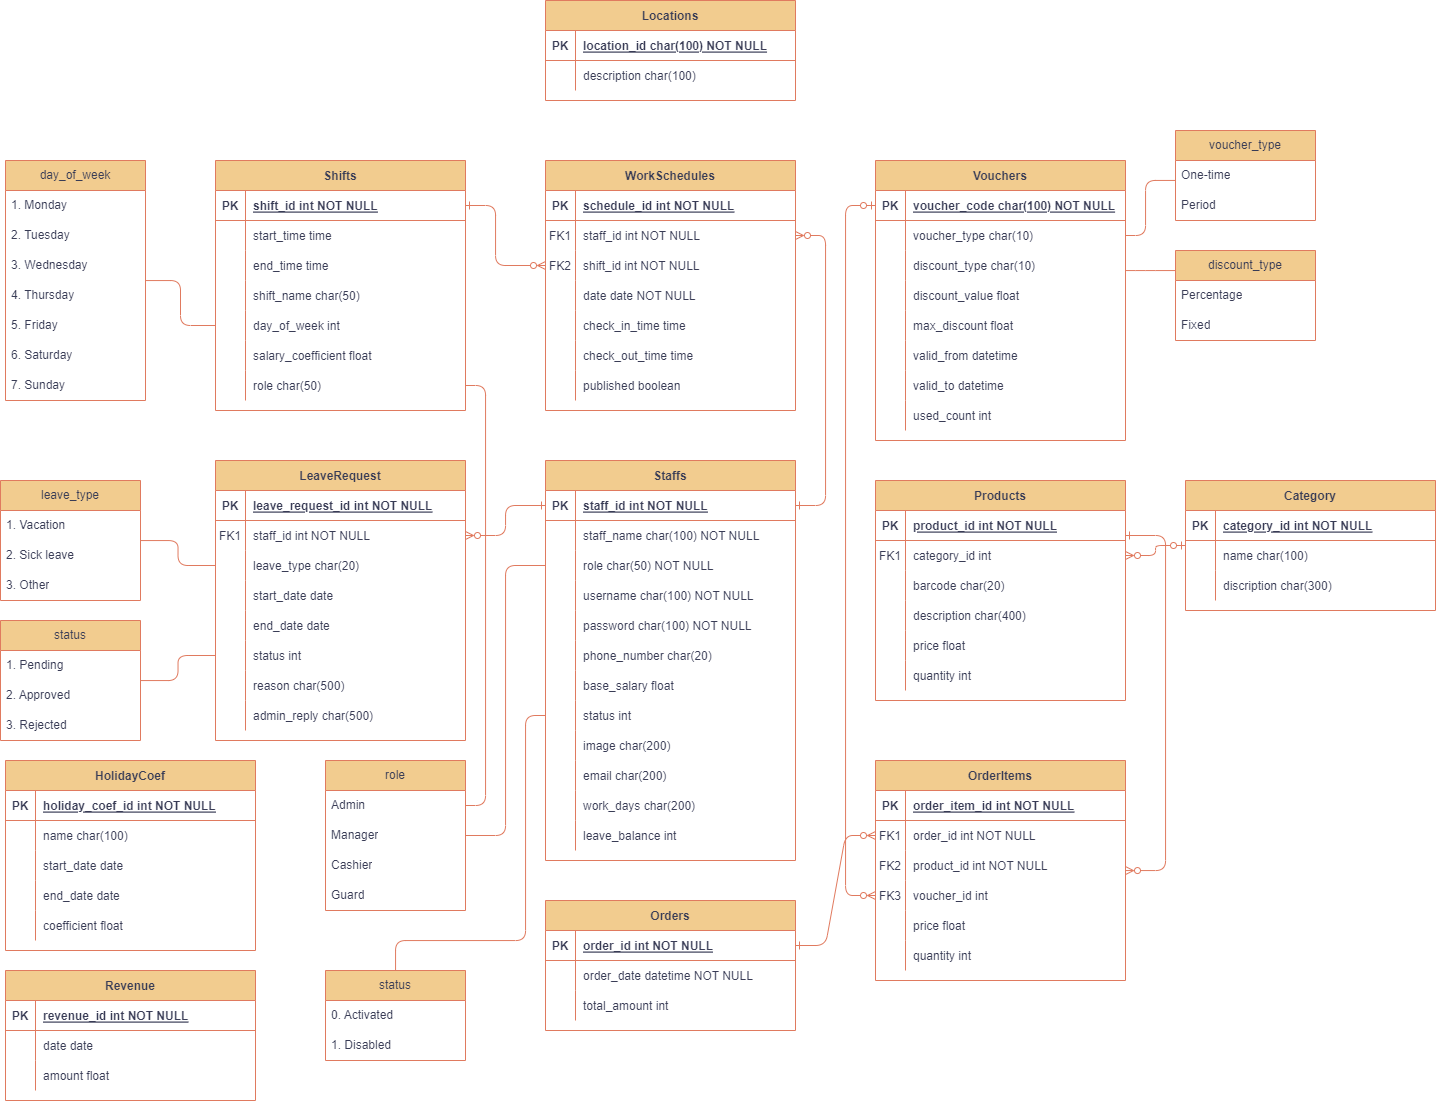 Locations
PK location_id char(100) NOT NULL
description char(100)
day_of_week
1. Monday
2. Tuesday
3. Wednesday
4. Thursday
5. Friday
6. Saturday
7. Sunday
Shifts
PK shift_id int NOT NULL
start_time time
end_time time
shift_name char(50)
day_of_week int
salary_coefficient float
role char(50)
WorkSchedules
PK schedule_id int NOT NULL
FK1 staff_id int NOT NULL
FK2 shift_id int NOT NULL
date date NOT NULL
check_in_time time
check_out_time time
published boolean
Vouchers
PK voucher_code char(100) NOT NULL
voucher_type char(10)
discount_type char(10)
discount_value float
max_discount float
valid_from datetime
valid_to datetime
used_count int
voucher_type
One-time
Period
discount_type
Percentage
Fixed
leave_type
1. Vacation
2. Sick leave
3. Other
status
1. Pending
2. Approved
3. Rejected
LeaveRequest
PK leave_request_id int NOT NULL
FK1 staff_id int NOT NULL
leave_type char(20)
start_date date
end_date date
status int
reason char(500)
admin_reply char(500)
Staffs
PK staff_id int NOT NULL
staff_name char(100) NOT NULL
role char(50) NOT NULL
username char(100) NOT NULL
password char(100) NOT NULL
phone_number char(20)
base_salary float
status int
image char(200)
email char(200)
work_days char(200)
leave_balance int
Products
PK product_id int NOT NULL
FK1 category_id int
barcode char(20)
description char(400)
price float
quantity int
Category
PK category_id int NOT NULL
name char(100)
discription char(300)
HolidayCoef
PK holiday_coef_id int NOT NULL
name char(100)
start_date date
end_date date
coefficient float
role
Admin
Manager
Cashier
Guard
OrderItems
PK order_item_id int NOT NULL
FK1 order_id int NOT NULL
FK2 product_id int NOT NULL
FK3 voucher_id int
price float
quantity int
Orders
PK order_id int NOT NULL
order_date datetime NOT NULL
total_amount int
Revenue
PK revenue_id int NOT NULL
date date
amount float
status
0. Activated
1. Disabled